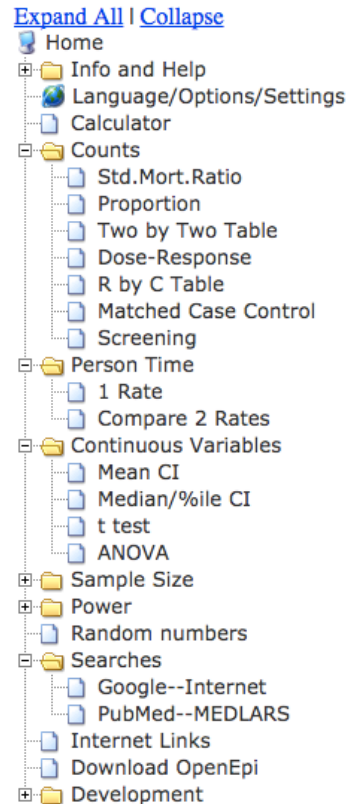 Expand All | Collapse
Home
Info and Help
Language/Options/Settings
Calculator
Counts
Std.Mort.Ratio
Proportion
Two by Two Table
Dose-Response
R by C Table
Matched Case Control
Screening
Person Time
1 Rate
Compare 2 Rates
Continuous Variables
Mean CI
Median/%ile CI
t test
ANOVA
Sample Size
Power
Random numbers
Searches
Google--Internet
PubMed--MEDLARS
Internet Links
Download OpenEpi
Development